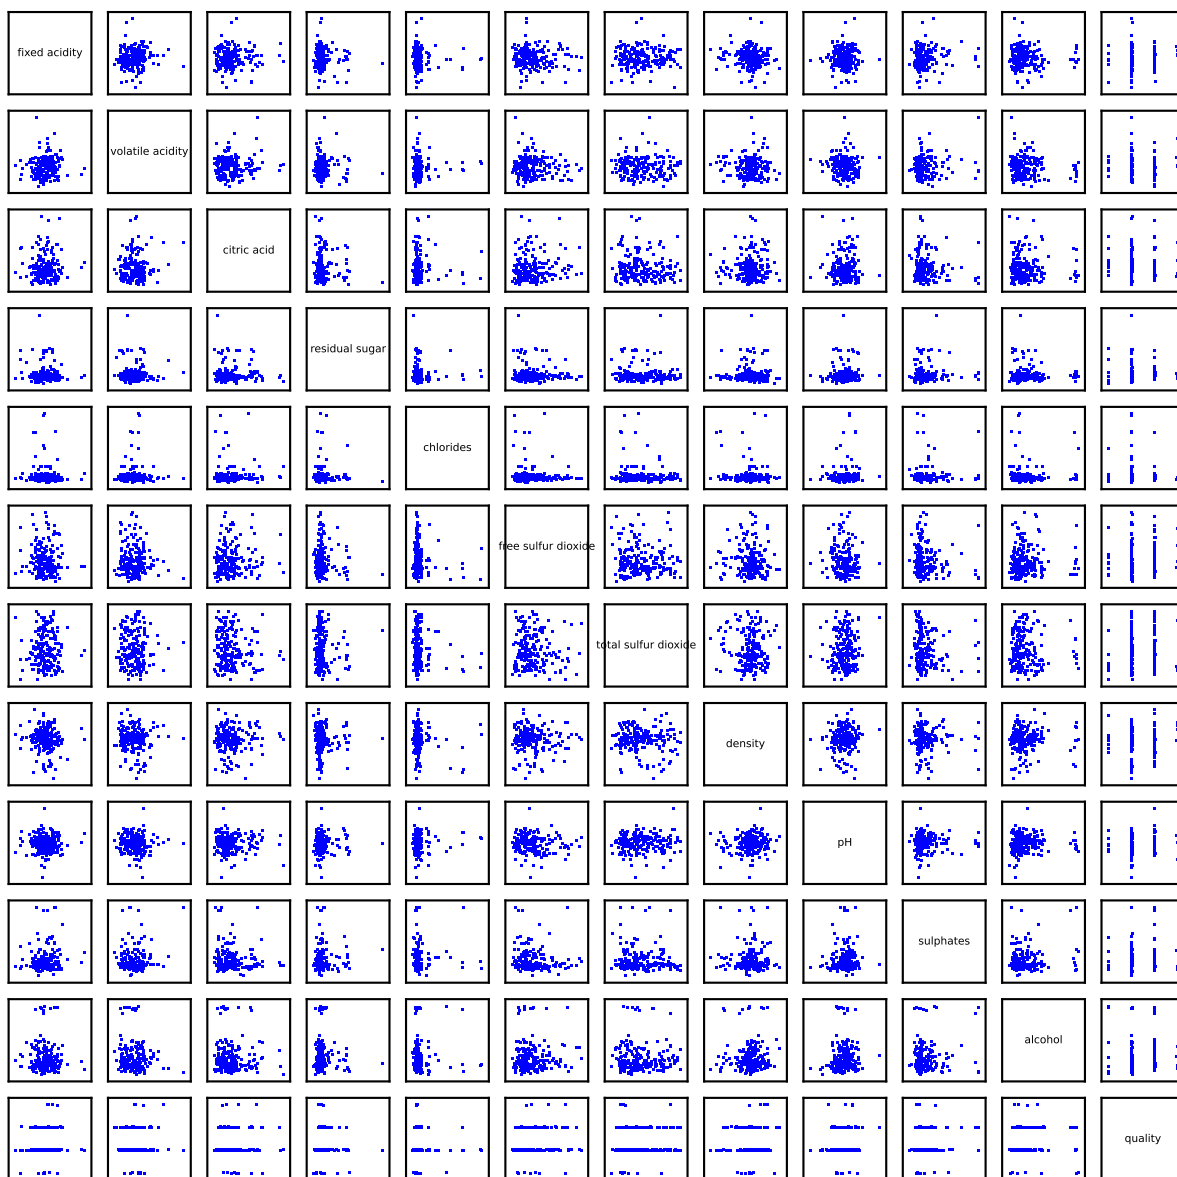 fixed acidity
volatile acidity
citric acid
residual sugar
chlorides
free sulfur dioxide
total sulfur dioxide
density
pH
sulphates
alcohol
quality